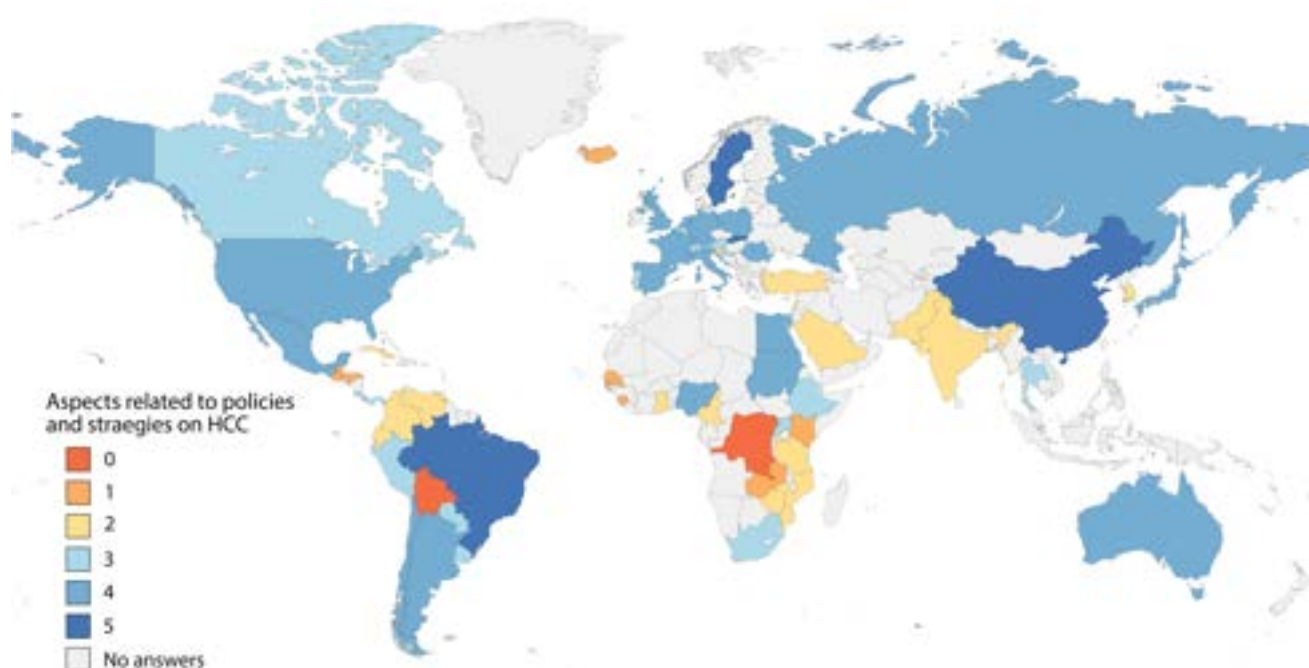 Aspects related to policies
and straegies on HCC
0
1
2
3
4
5
No answers